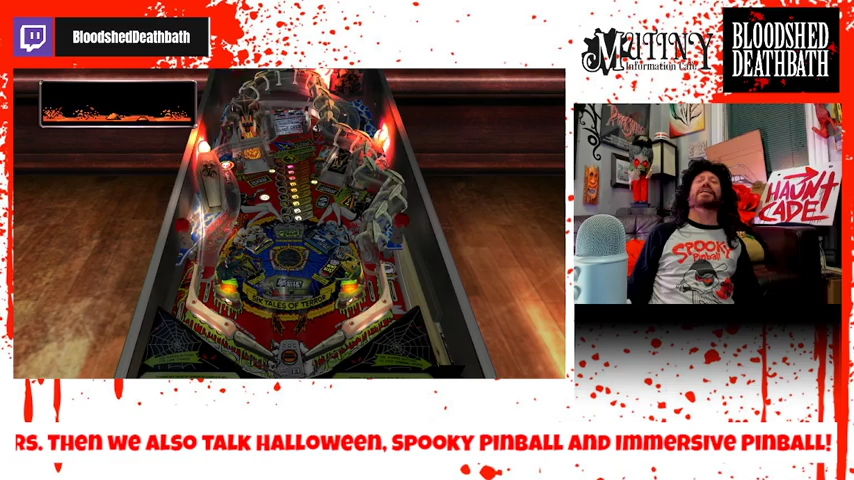 BloodshedDeathbath
MUTINY
Information Cafe
BLOODSHED
DEATHBATH
HAUNT
CADE!
SPOOKY
Pinball
TALES OF TERROR
RS. THEN WE ALSO TALK HALLOWEEN, SPOOKY PINBALL AND IMMERSIVE PINBALL!